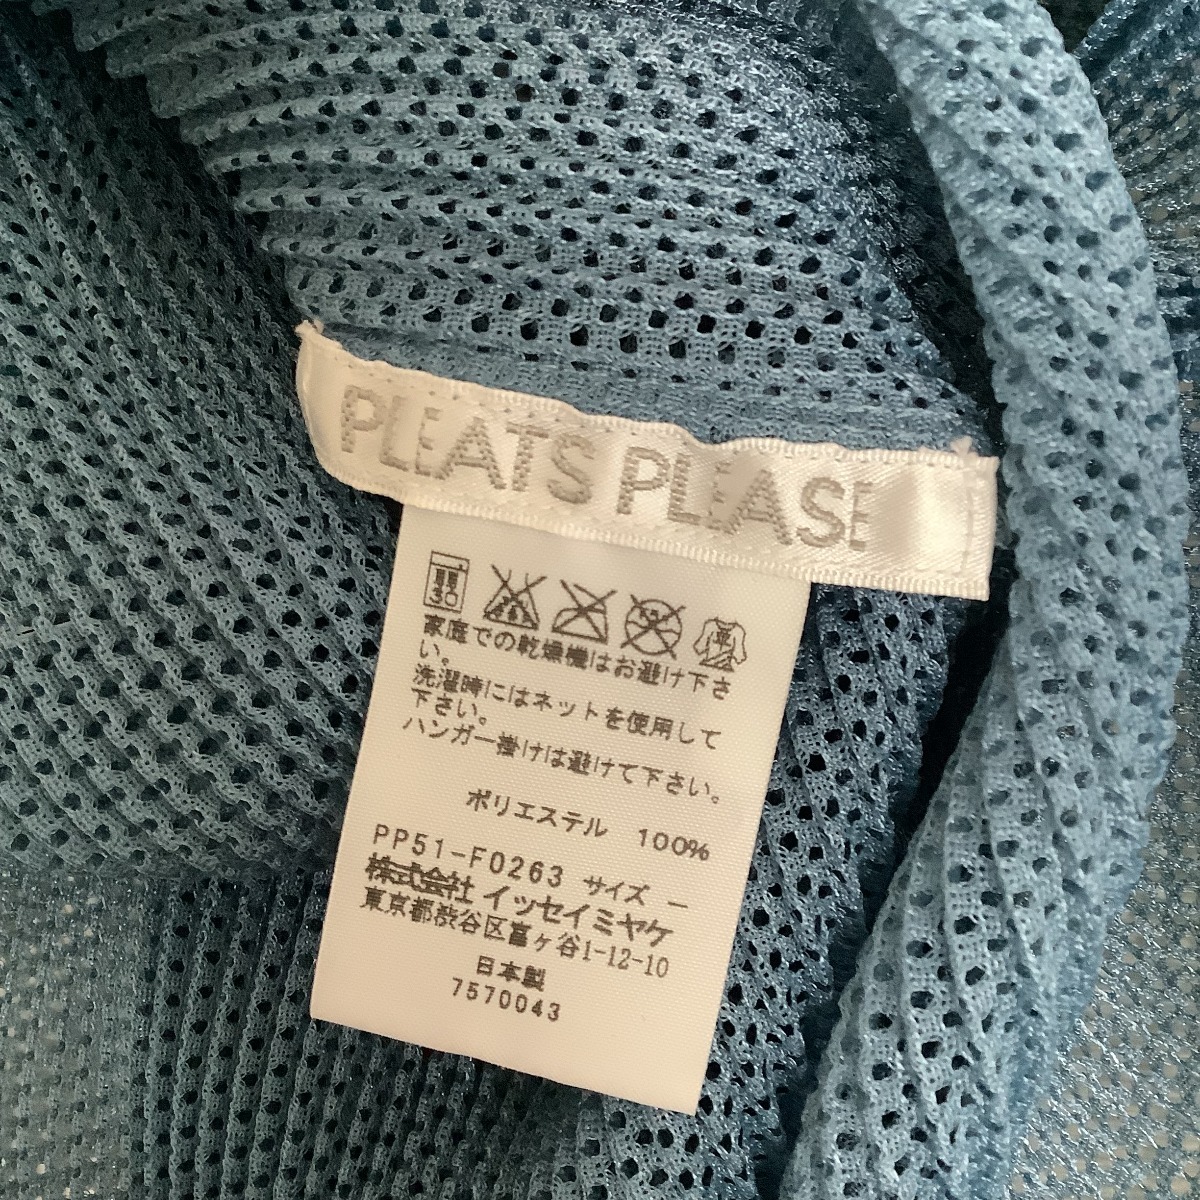 PLEATS PLEASE
家庭での乾燥機はお避け下さ
い。
洗濯時にはネットを使用して
下さい。
ハンガー掛けは避けて下さい。
ポリエステル 100%
PP51-F0263 サイズ ー
株式会社 イッセイミヤケ
東京都渋谷区富ヶ谷1-12-10
日本製
7570043